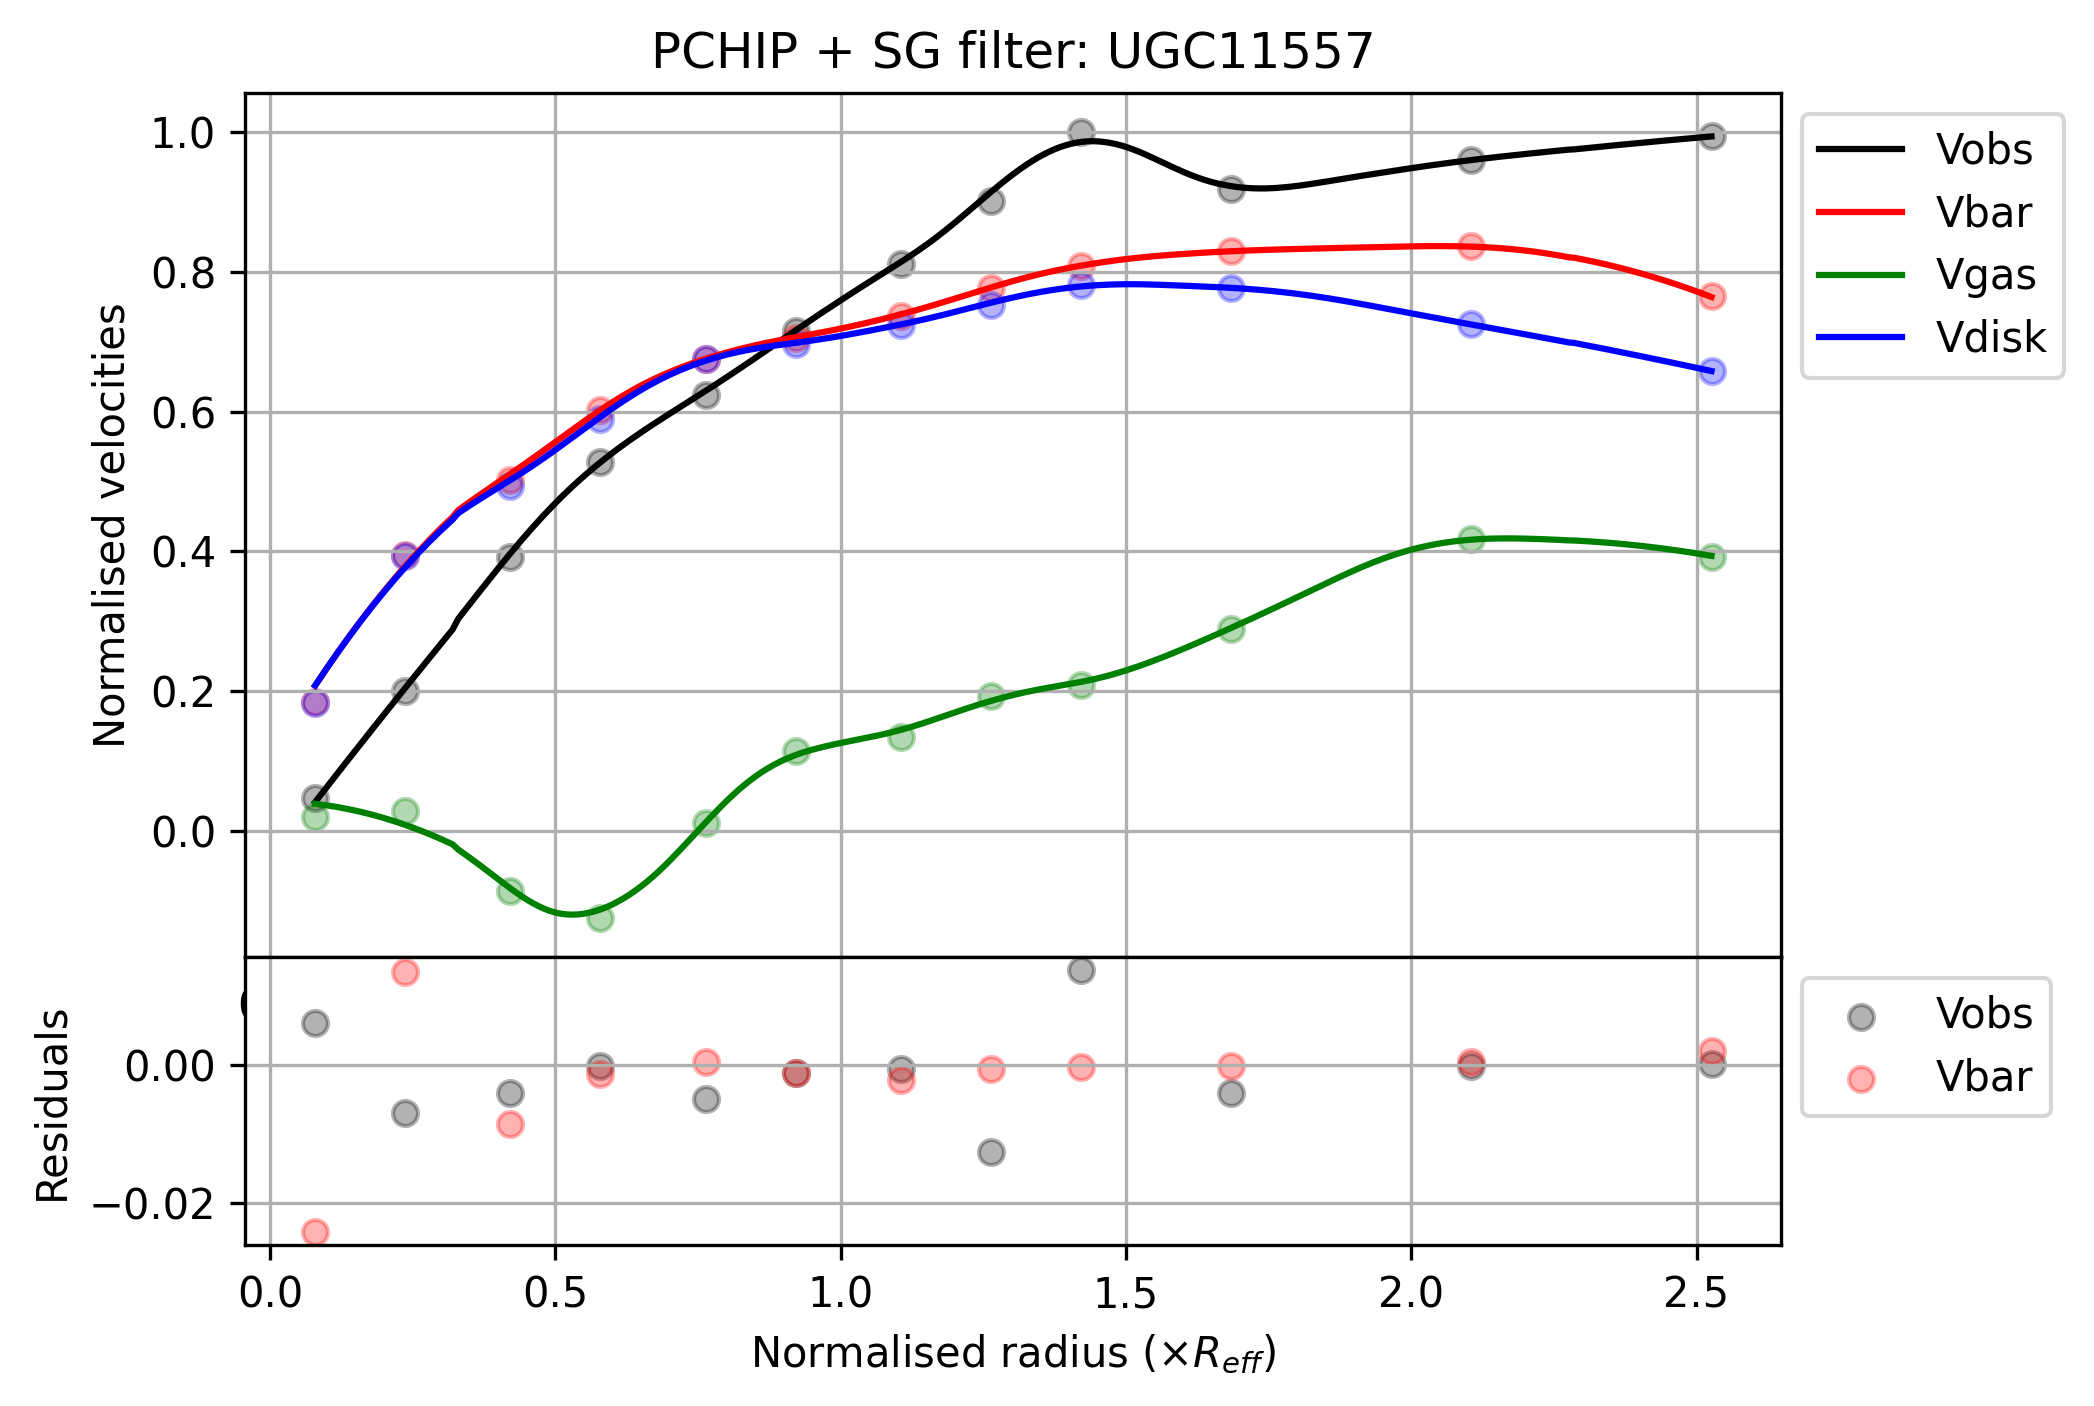 PCHIP + SG filter: UGC11557
Normalised velocities
1.0
0.8
0.6
0.4
0.2
0.0
Vobs
Vbar
Vgas
Vdisk
Residuals
0.00
−0.02
Vobs
Vbar
0.0 0.5 1.0 1.5 2.0 2.5
Normalised radius (×R_eff)